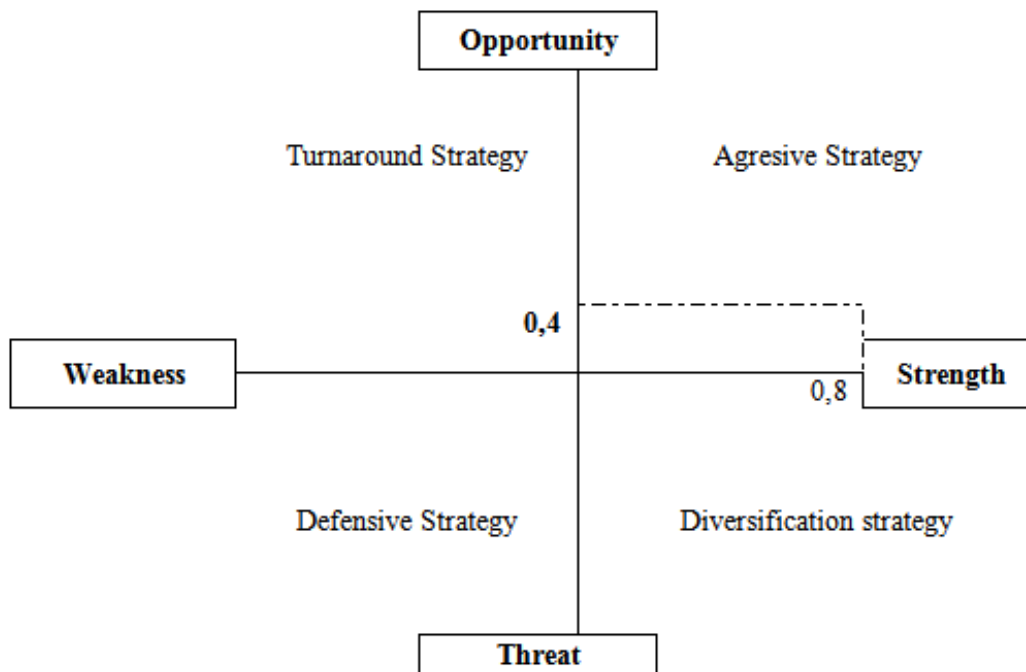 Opportunity
Turnaround Strategy
Agresive Strategy
0,4
Weakness
0,8
Strength
Defensive Strategy
Diversification strategy
Threat